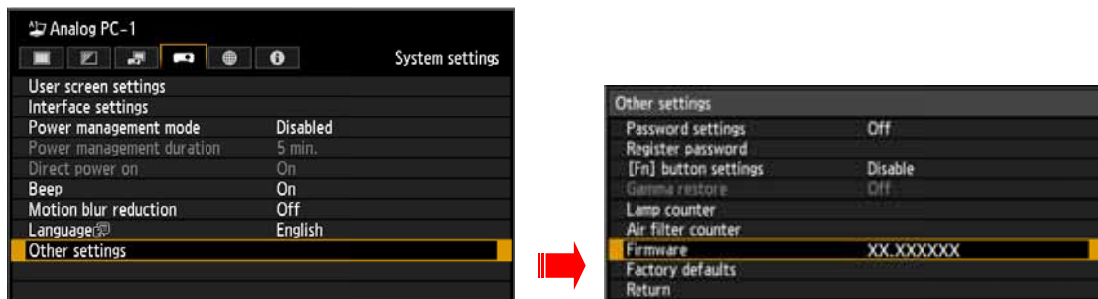 Analog PC-1
System settings
User screen settings
Interface settings
Power management mode Disabled
Power management duration 5 min.
Direct power on On
Beep On
Motion blur reduction Off
Language English
Other settings
Other settings
Password settings Off
Register password
[Fn] button settings Disable
Gamma restore Off
Lamp counter
Air filter counter
Firmware XX.XXXXXX
Factory defaults
Return